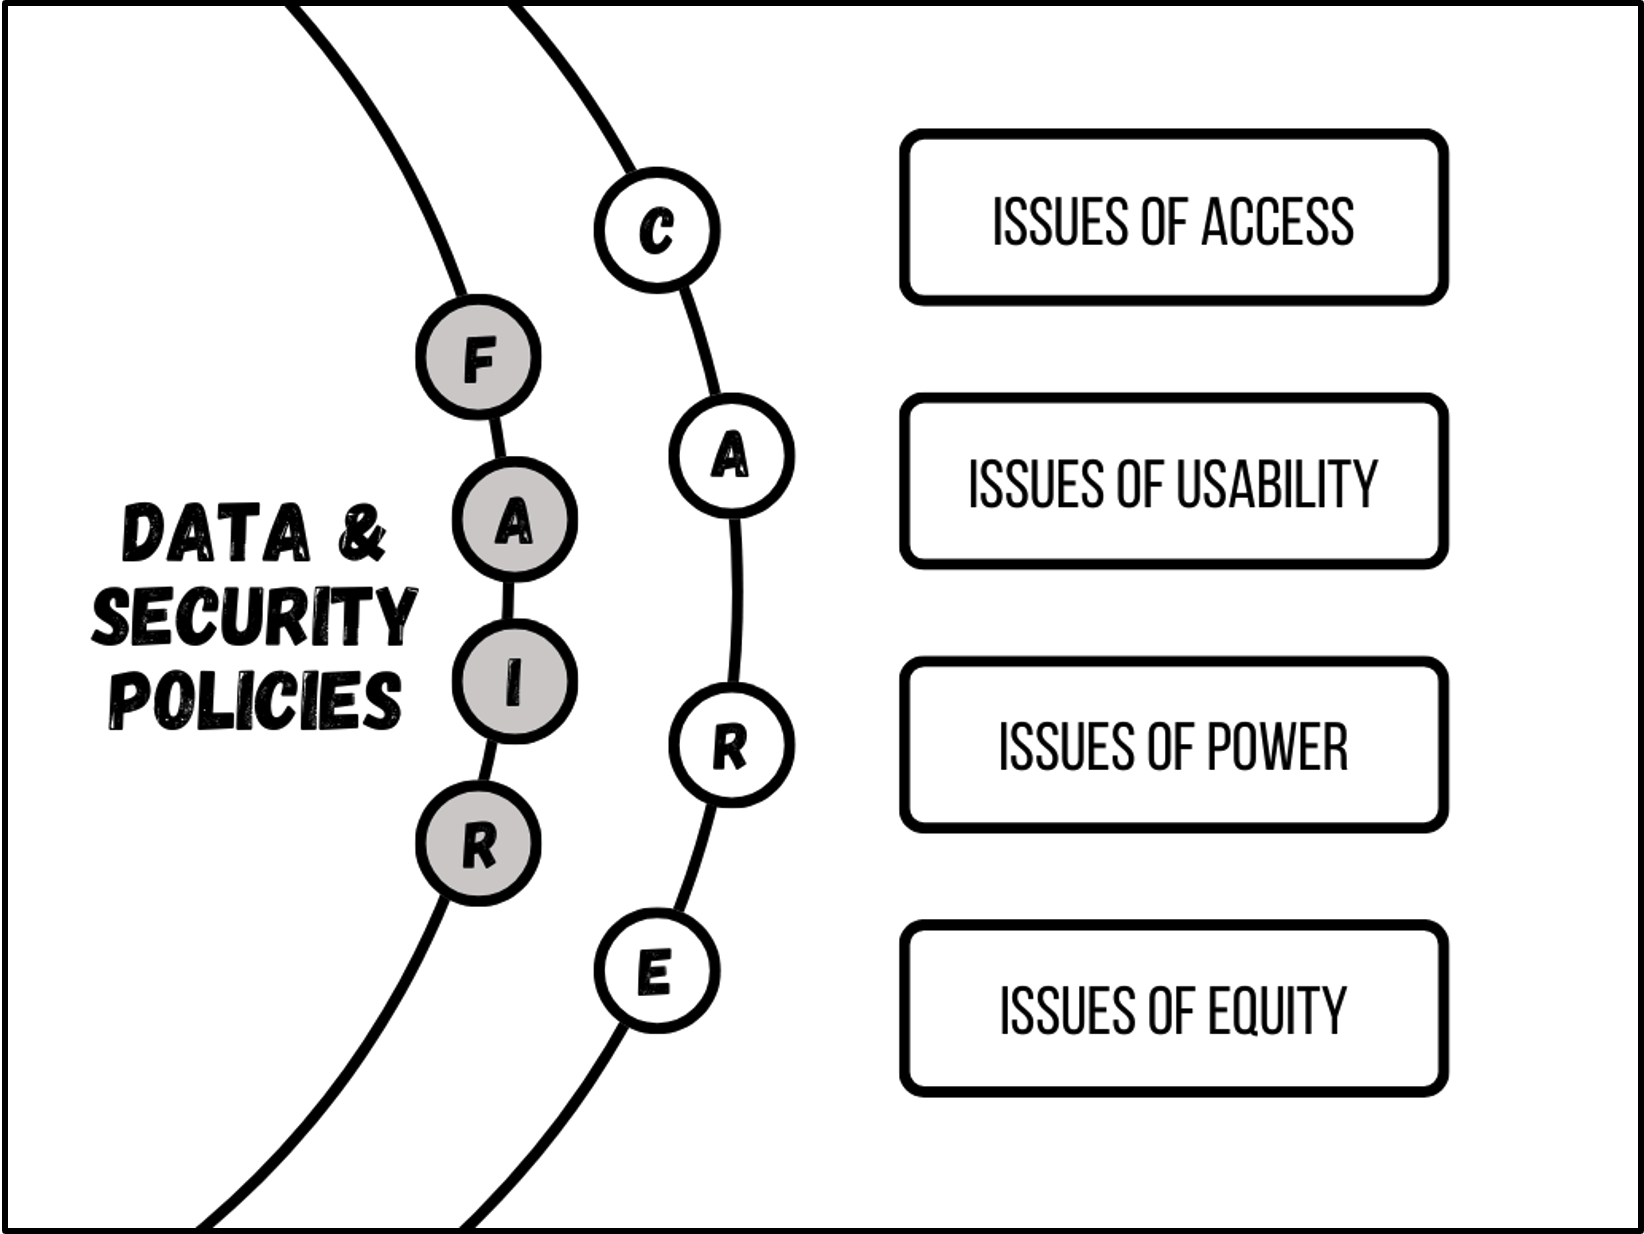 DATA &
SECURITY
POLICIES
F
A
I
R
C
A
R
E
ISSUES OF ACCESS
ISSUES OF USABILITY
ISSUES OF POWER
ISSUES OF EQUITY